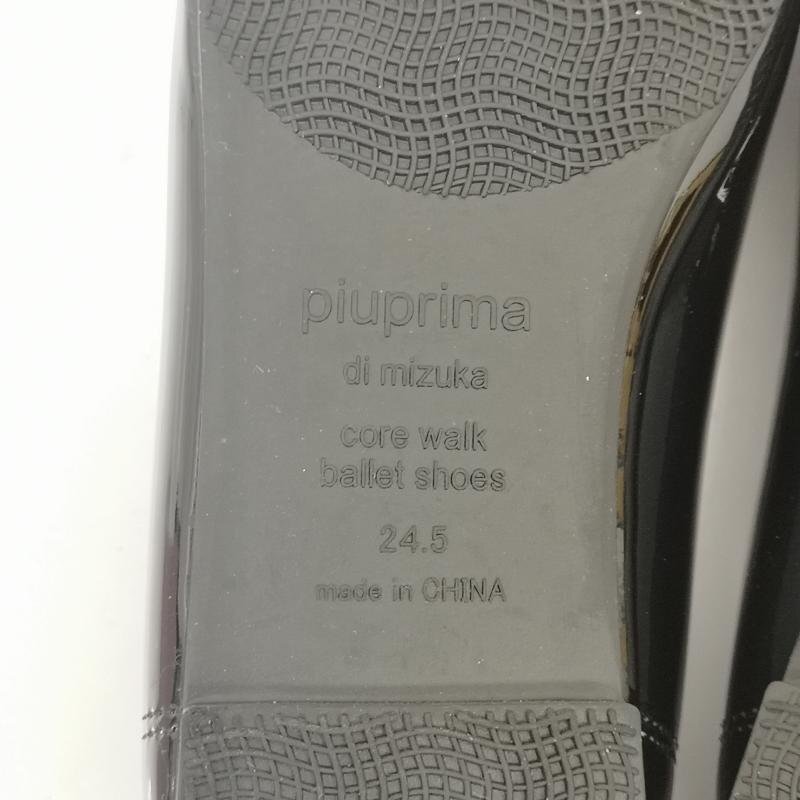 piuprima
di mizuka
core walk
ballet shoes
24.5
made in CHINA